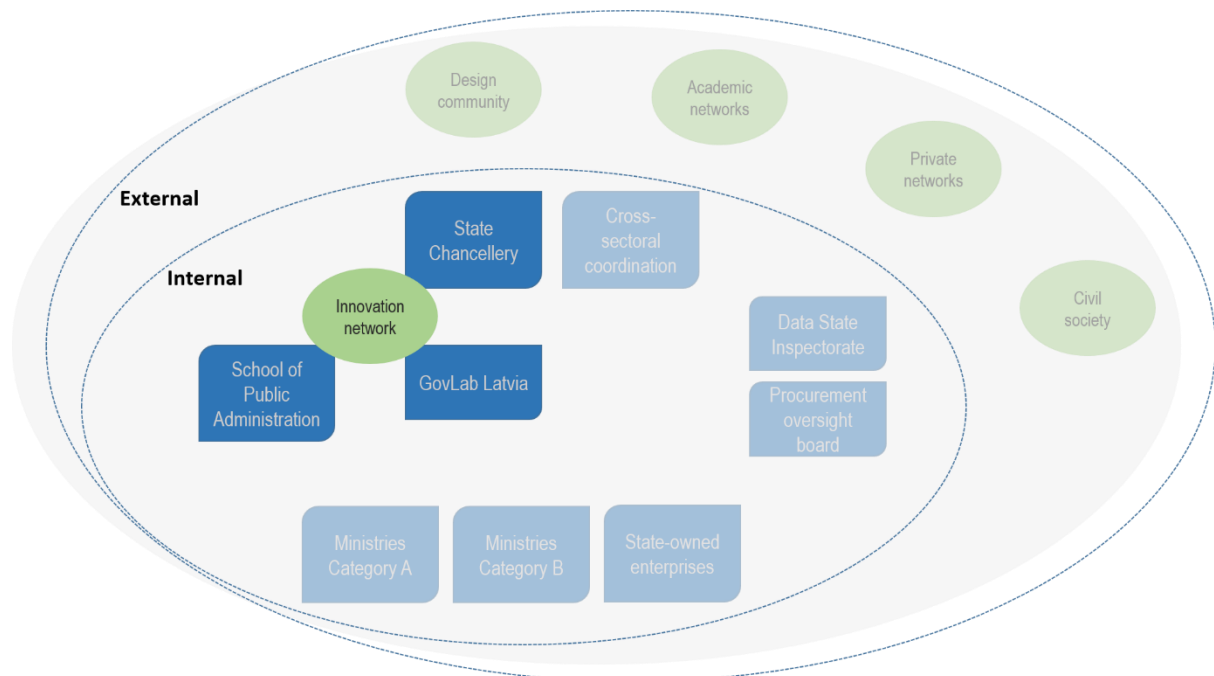 Design
community
Academic
networks
Private
networks
External
Internal
State
Chancellery
Cross-
sectoral
coordination
Innovation
network
Civil
society
Data State
Inspectorate
School of
Public
Administration
GovLab Latvia
Procurement
oversight
board
Ministries
Category A
Ministries
Category B
State-owned
enterprises